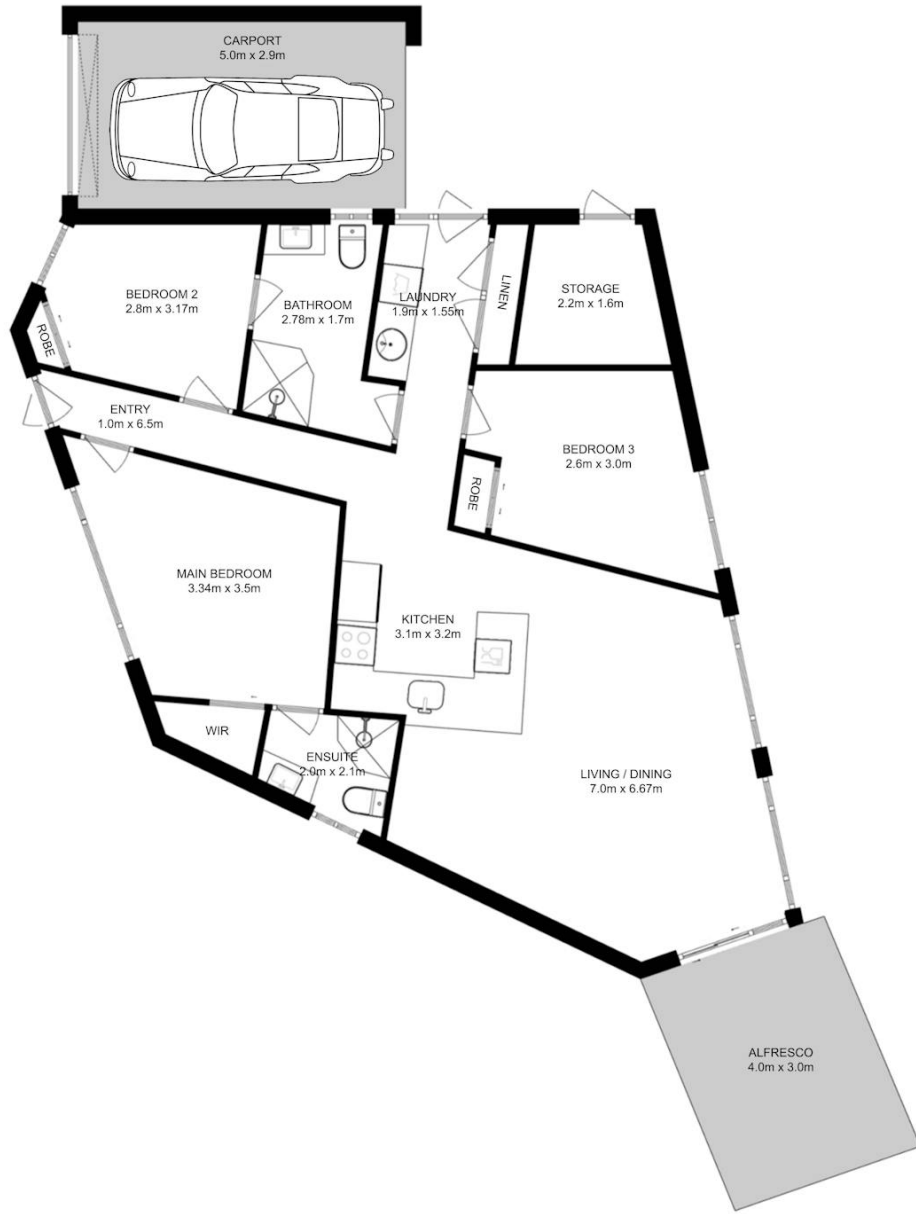 CARPORT
5.0m x 2.9m
BEDROOM 2
2.8m x 3.17m
ROBE
BATHROOM
2.78m x 1.7m
LAUNDRY
1.9m x 1.55m
LINEN
STORAGE
2.2m x 1.6m
ENTRY
1.0m x 6.5m
BEDROOM 3
2.6m x 3.0m
ROBE
MAIN BEDROOM
3.34m x 3.5m
KITCHEN
3.1m x 3.2m
WIR
ENSUITE
2.0m x 2.1m
LIVING / DINING
7.0m x 6.67m
ALFRESCO
4.0m x 3.0m